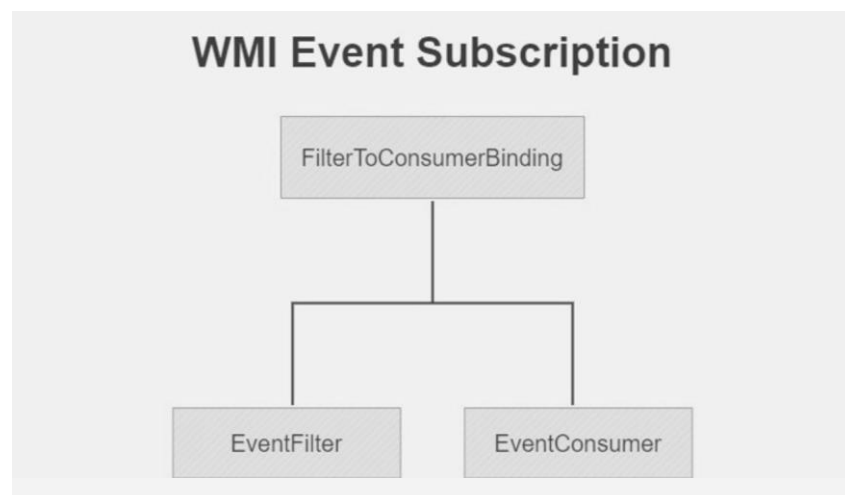 WMI Event Subscription
FilterToConsumerBinding
EventFilter
EventConsumer